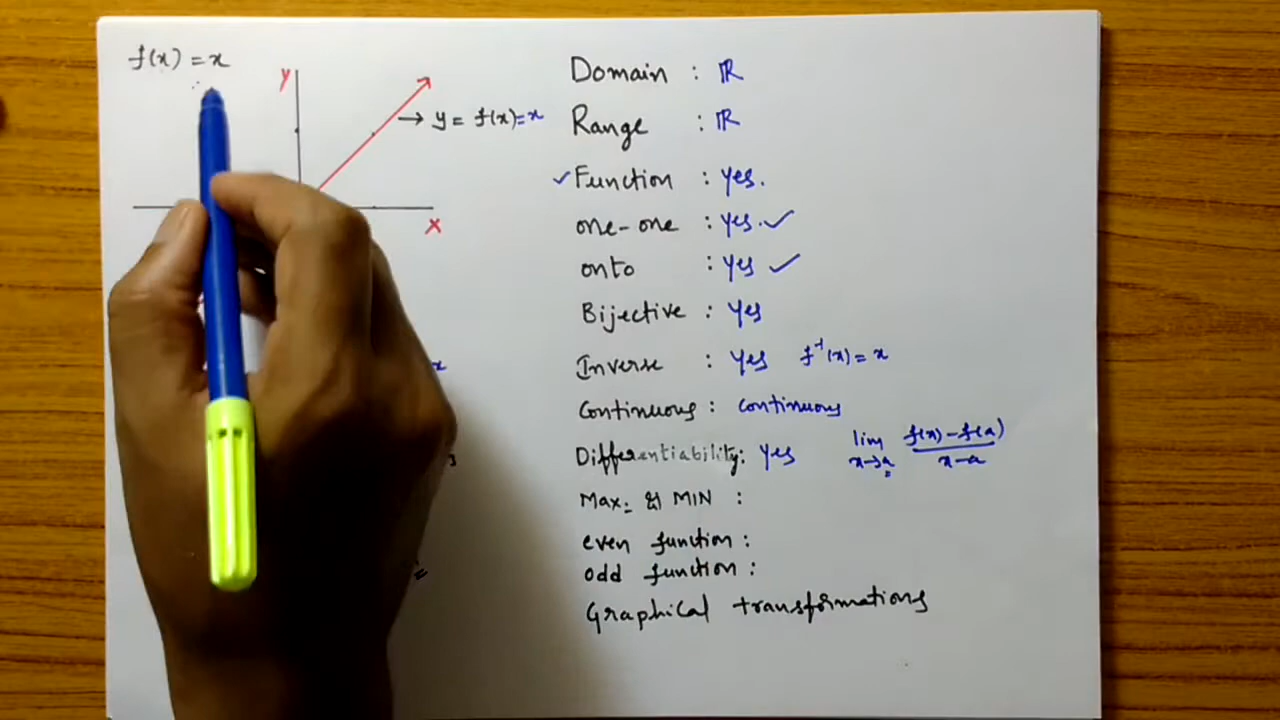 f(x) = x
y
→ y = f(x)=x
x
Domain : ℝ
Range : ℝ
✓ Function : yes.
one-one : yes. ✓
onto : yes ✓
Bijective : yes
Inverse : yes f⁻¹(x) = x
Continuous : continuous
Differentiability: yes lim x→a f(x) - f(a) / x - a
Max. & MIN :
even function :
odd function :
Graphical transformations